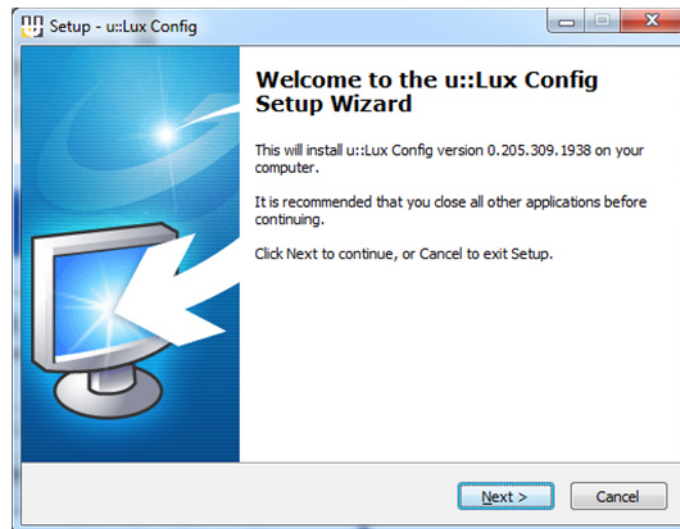 Setup - u::Lux Config
Welcome to the u::Lux Config
Setup Wizard
This will install u::Lux Config version 0.205.309.1938 on your
computer.
It is recommended that you close all other applications before
continuing.
Click Next to continue, or Cancel to exit Setup.
Next >
Cancel